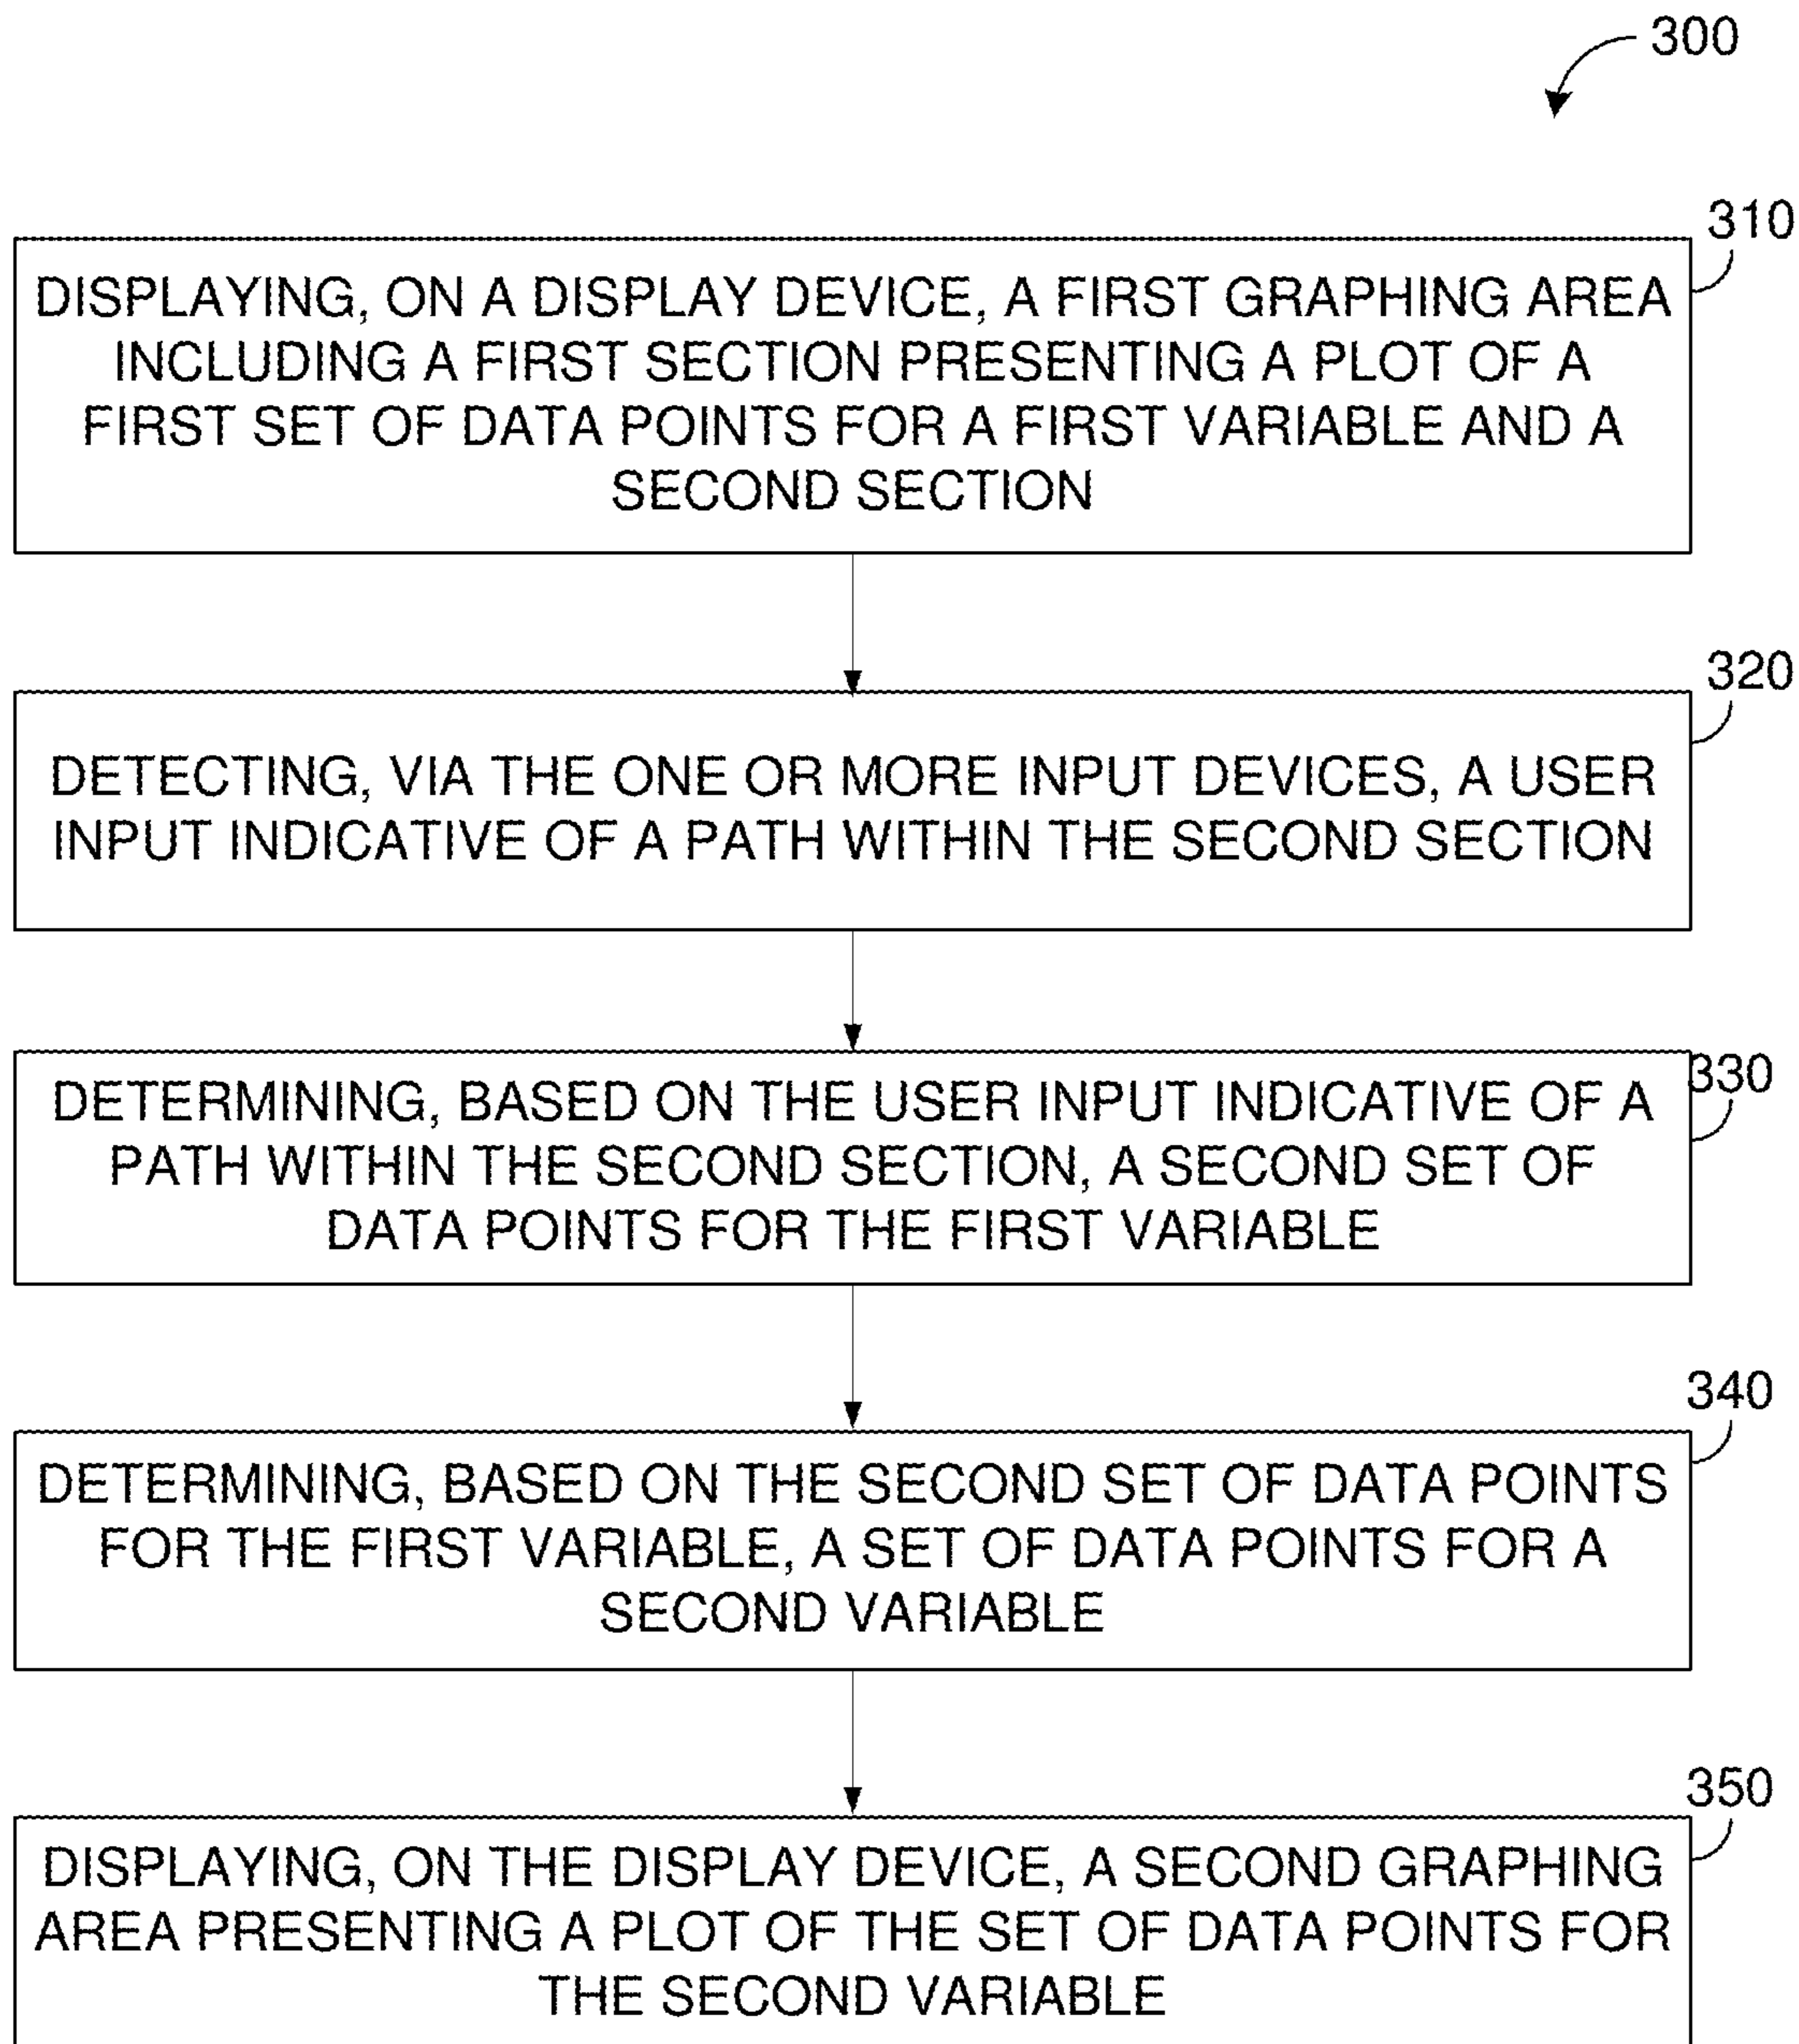 300
310
DISPLAYING, ON A DISPLAY DEVICE, A FIRST GRAPHING AREA
INCLUDING A FIRST SECTION PRESENTING A PLOT OF A
FIRST SET OF DATA POINTS FOR A FIRST VARIABLE AND A
SECOND SECTION
320
DETECTING, VIA THE ONE OR MORE INPUT DEVICES, A USER
INPUT INDICATIVE OF A PATH WITHIN THE SECOND SECTION
330
DETERMINING, BASED ON THE USER INPUT INDICATIVE OF A
PATH WITHIN THE SECOND SECTION, A SECOND SET OF
DATA POINTS FOR THE FIRST VARIABLE
340
DETERMINING, BASED ON THE SECOND SET OF DATA POINTS
FOR THE FIRST VARIABLE, A SET OF DATA POINTS FOR A
SECOND VARIABLE
350
DISPLAYING, ON THE DISPLAY DEVICE, A SECOND GRAPHING
AREA PRESENTING A PLOT OF THE SET OF DATA POINTS FOR
THE SECOND VARIABLE